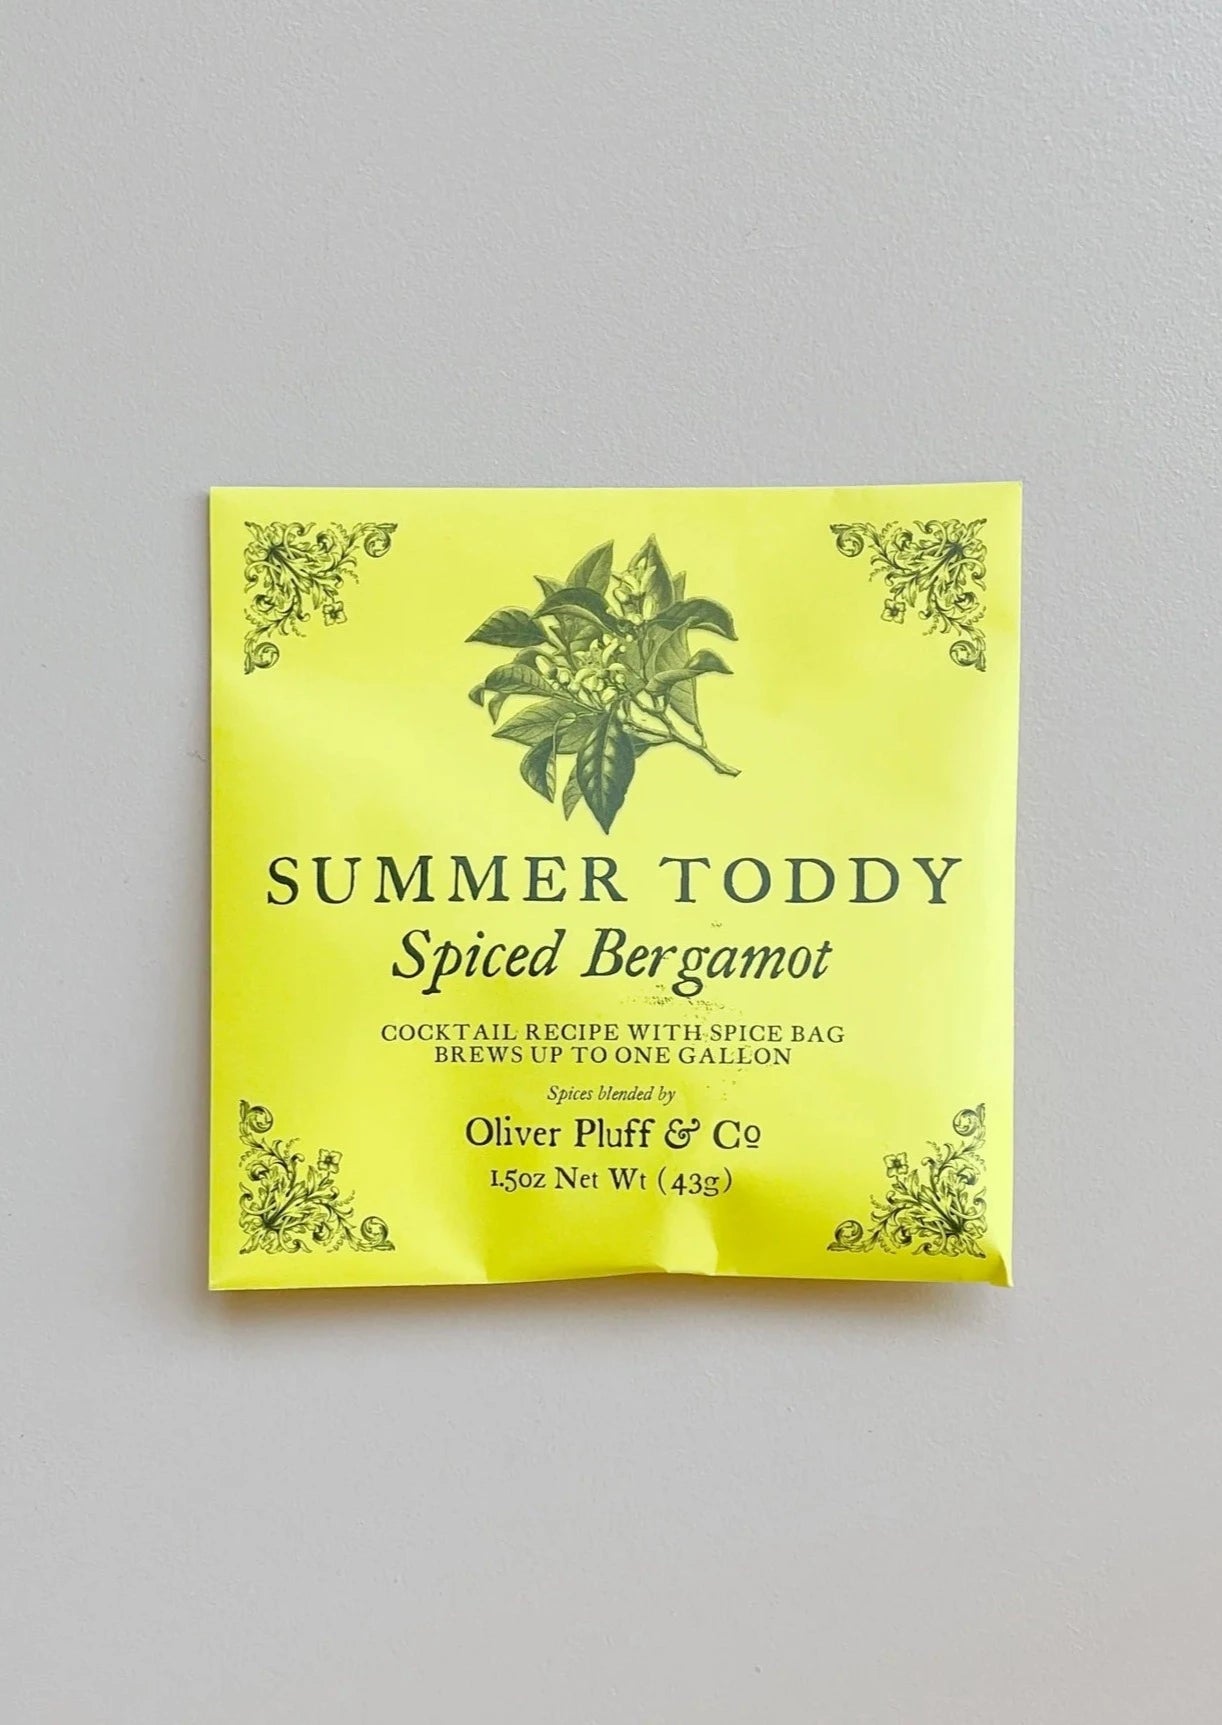 SUMMER TODDY
Spiced Bergamot
COCKTAIL RECIPE WITH SPICE BAG
BREWS UP TO ONE GALLON
Spices blended by
Oliver Pluff & Co
1.5oz Net Wt (43g)